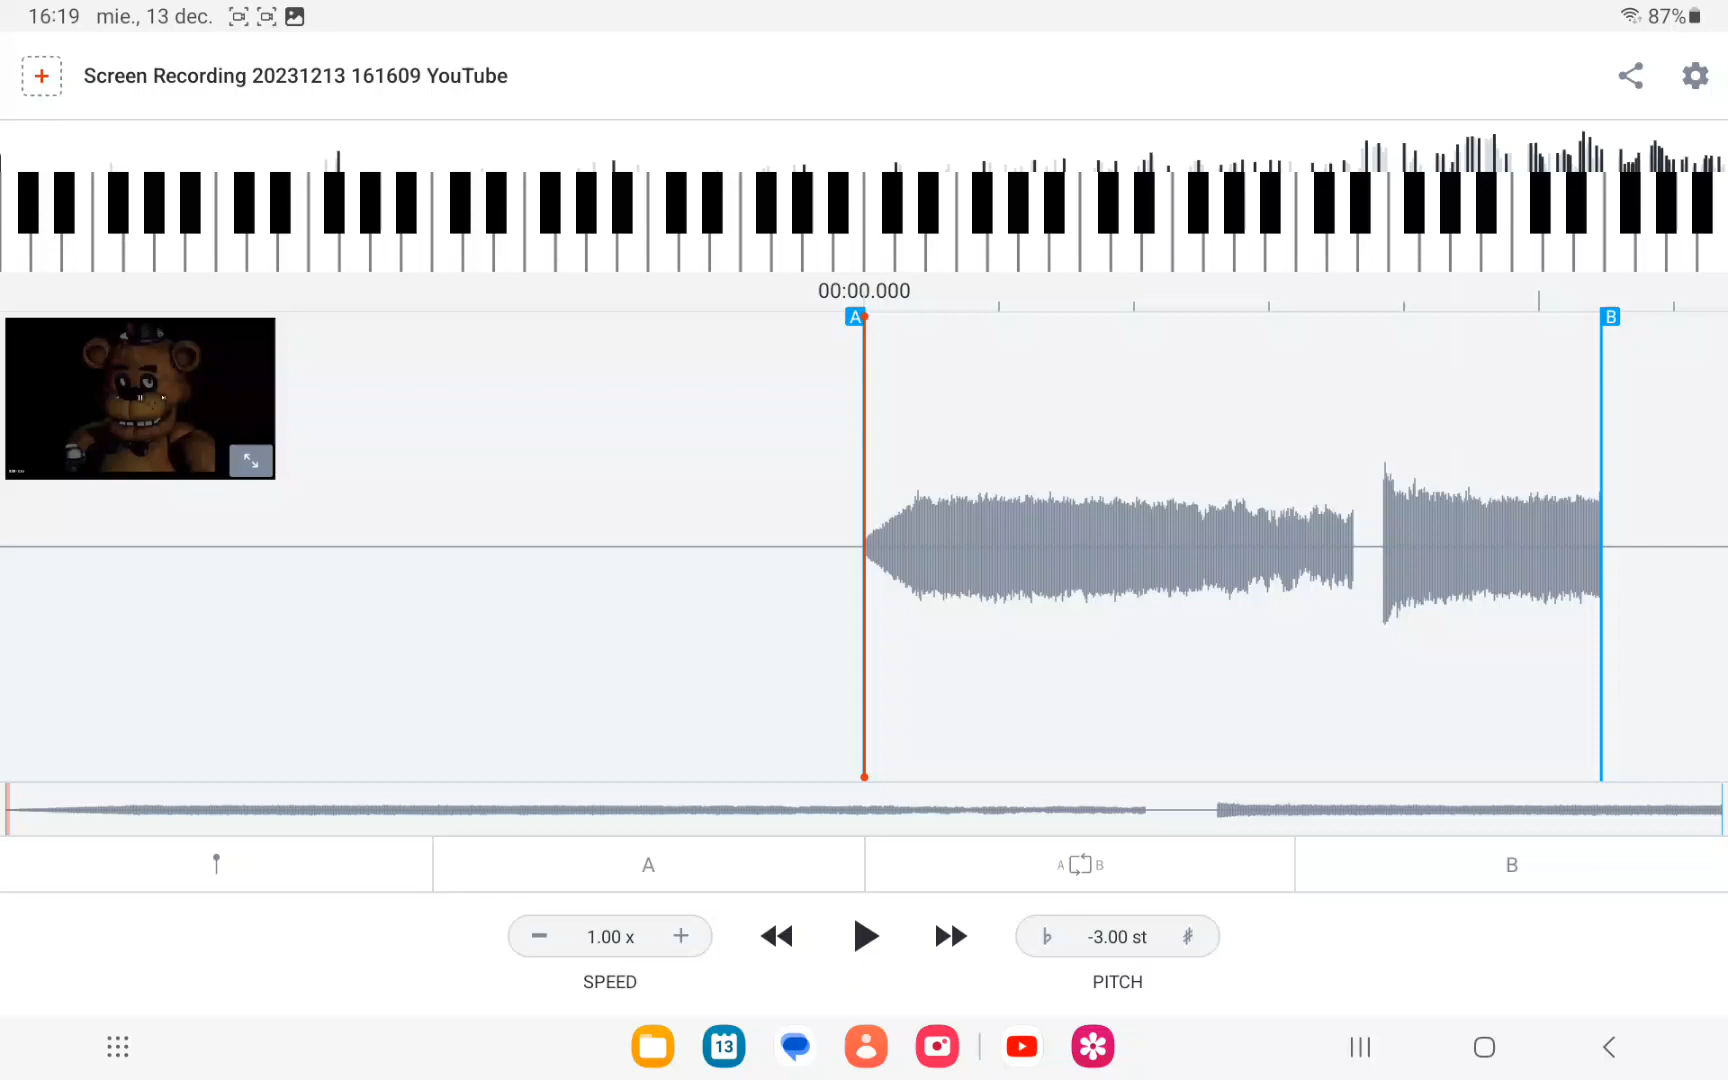 16:19 mie., 13 dec.
87%
Screen Recording 20231213 161609 YouTube
00:00.000
A
B
A
A B
B
1.00 x
-3.00 st
SPEED
PITCH
13